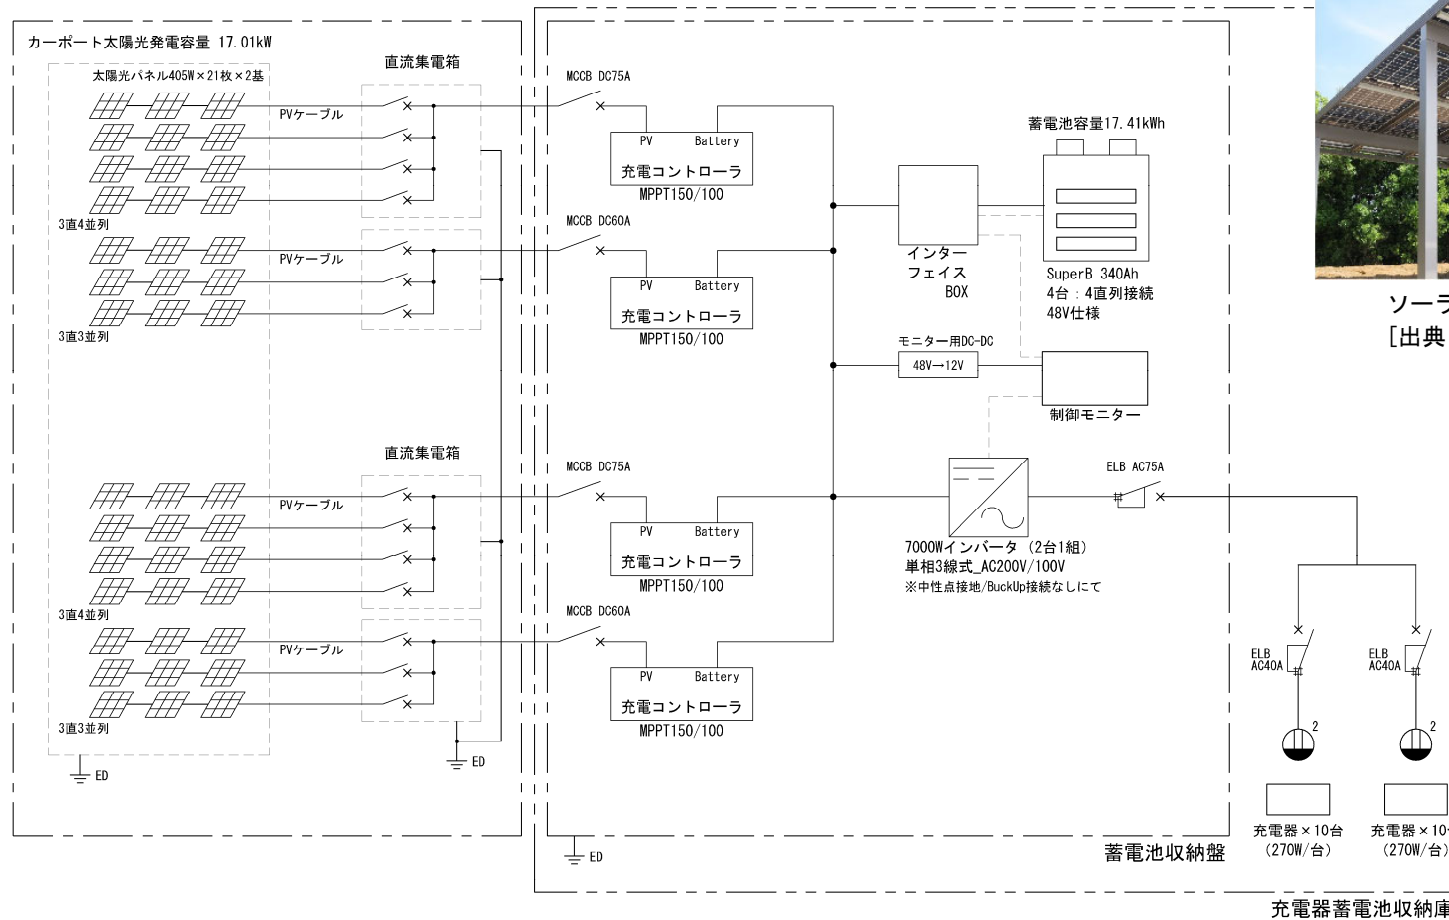 カーポート太陽光発電容量 17.01kW
太陽光パネル405W×21枚×2基
直流集電箱
PVケーブル
3直4並列
PVケーブル
3直3並列
直流集電箱
PVケーブル
3直4並列
PVケーブル
3直3並列
ED
ED
MCCB DC75A
PV Battery
充電コントローラ
MPPT150/100
MCCB DC60A
PV Battery
充電コントローラ
MPPT150/100
MCCB DC75A
PV Battery
充電コントローラ
MPPT150/100
MCCB DC60A
PV Battery
充電コントローラ
MPPT150/100
ED
インター
フェイス
BOX
蓄電池容量17.41kWh
SuperB 340Ah
4台：4直列接続
48V仕様
モニター用DC-DC
48V→12V
制御モニター
7000Wインバータ（2台1組）
単相3線式_AC200V/100V
※中性点接地/BuckUp接続なしにて
ELB AC75A
蓄電池収納盤
ELB
AC40A
2
充電器×10台
（270W/台）
ELB
AC40A
2
充電器×10
（270W/台）
充電器蓄電池収納庫
ソーラ
[出典